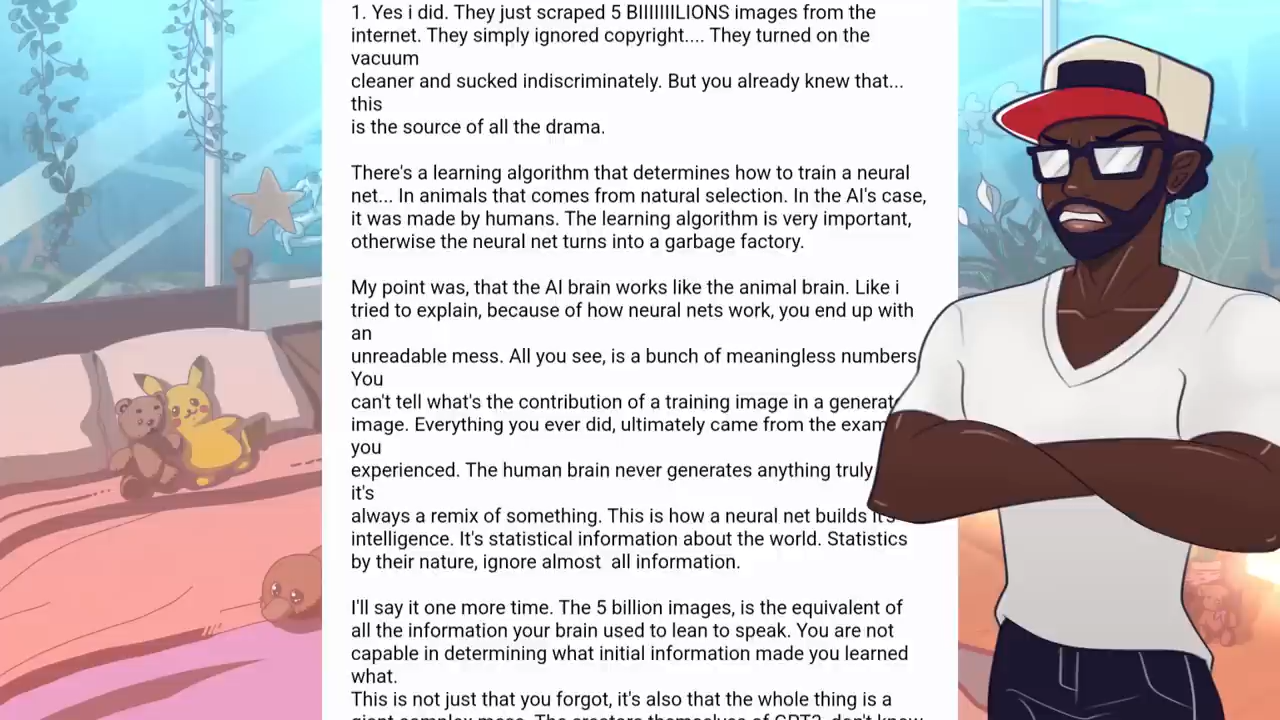 1. Yes i did. They just scraped 5 BIIIIIIILIONS images from the
internet. They simply ignored copyright.... They turned on the
vacuum
cleaner and sucked indiscriminately. But you already knew that...
this
is the source of all the drama.
There's a learning algorithm that determines how to train a neural
net... In animals that comes from natural selection. In the AI's case,
it was made by humans. The learning algorithm is very important,
otherwise the neural net turns into a garbage factory.
My point was, that the AI brain works like the animal brain. Like i
tried to explain, because of how neural nets work, you end up with
an
unreadable mess. All you see, is a bunch of meaningless numbers
You
can't tell what's the contribution of a training image in a
image. Everything you ever did, ultimately came from the
you
experienced. The human brain never generates anything truly
it's
always a remix of something. This is how a neural net builds it's
intelligence. It's statistical information about the world. Statistics
by their nature, ignore almost all information.
I'll say it one more time. The 5 billion images, is the equivalent of
all the information your brain used to lean to speak. You are not
capable in determining what initial information made you learned
what.
This is not just that you forgot, it's also that the whole thing is a
giant complex mess. The creators themselves of GPT3, don't know